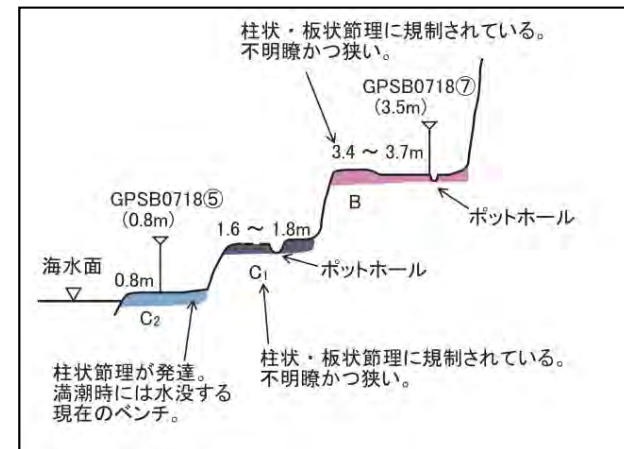 柱状・板状節理に規制されている。
不明瞭かつ狭い。
GPSB0718⑦
(3.5m)
3.4 ～ 3.7m
GPSB0718⑤
(0.8m)
B
ポットホール
1.6 ～ 1.8m
海水面
0.8m
ポットホール
C₁
C₂
柱状節理が発達。
満潮時には水没する
現在のベンチ。
柱状・板状節理に規制されている。
不明瞭かつ狭い。